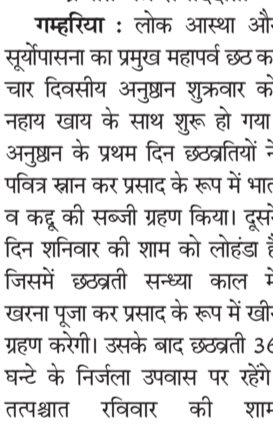 गम्हरिया : लोक आस्था औ
सूर्योपासना का प्रमुख महापर्व छठ क
चार दिवसीय अनुष्ठान शुक्रवार क
नहाय खाय के साथ शुरू हो गया
अनुष्ठान के प्रथम दिन छठव्रतियों ने
पवित्र स्नान कर प्रसाद के रूप में भात
व कद्दू की सब्जी ग्रहण किया। दूसरे
दिन शनिवार की शाम को लोहंडा है
जिसमें छठव्रती सन्ध्या काल में
खरना पूजा कर प्रसाद के रूप में खी
ग्रहण करेगी। उसके बाद छठव्रती 36
घन्टे के निर्जला उपवास पर रहेंगे
तत्पश्चात रविवार की शाम